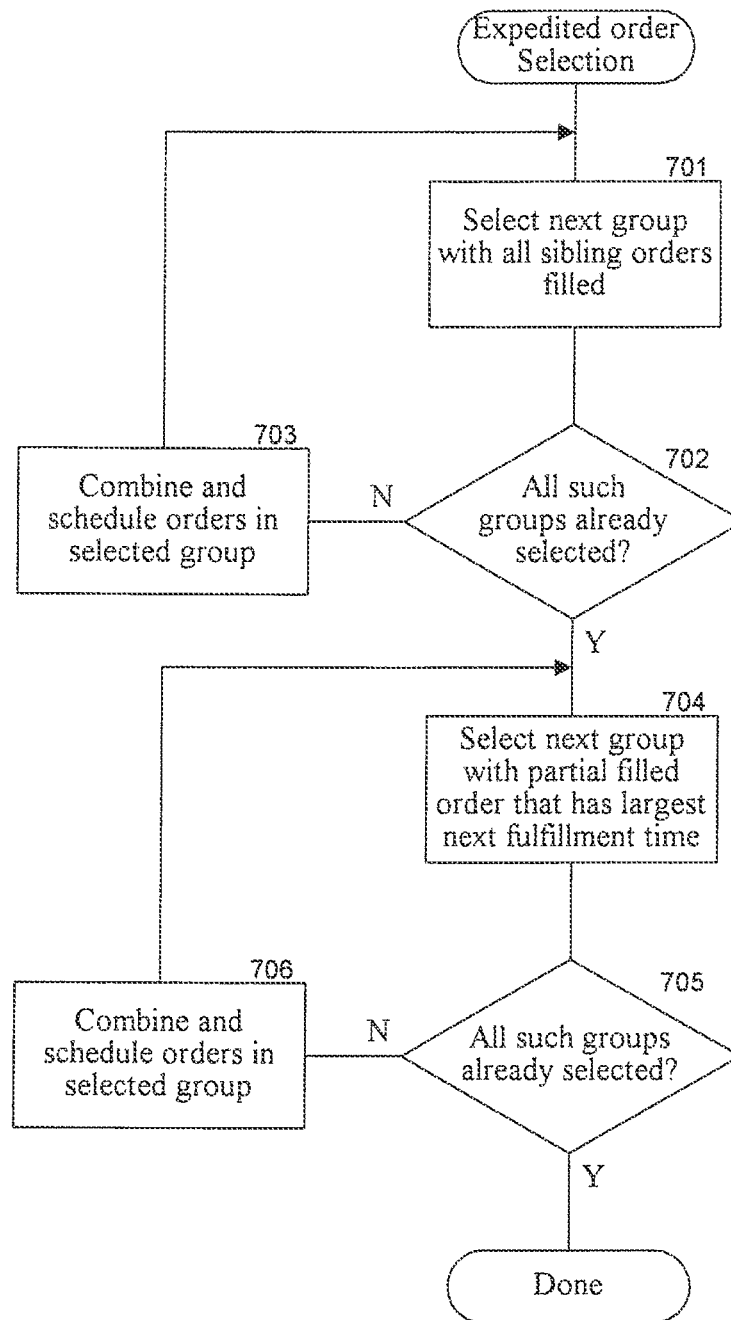 Expedited order
Selection
701
Select next group
with all sibling orders
filled
703
Combine and
schedule orders in
selected group
N
702
All such
groups already
selected?
Y
704
Select next group
with partial filled
order that has largest
next fulfillment time
706
Combine and
schedule orders in
selected group
N
705
All such groups
already selected?
Y
Done